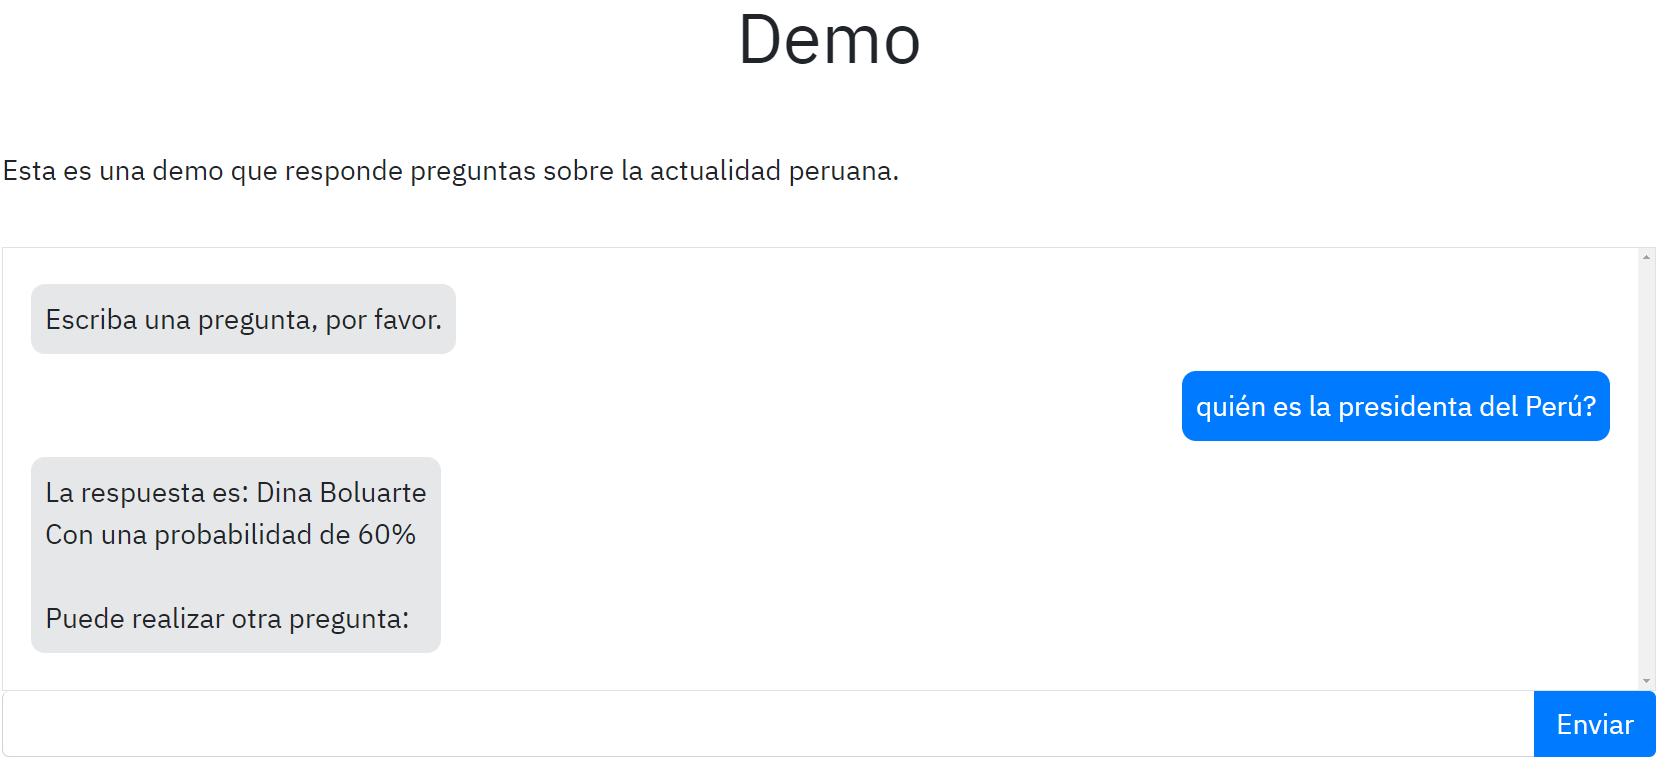 Demo
Esta es una demo que responde preguntas sobre la actualidad peruana.
Escriba una pregunta, por favor.
quién es la presidenta del Perú?
La respuesta es: Dina Boluarte
Con una probabilidad de 60%
Puede realizar otra pregunta:
Enviar